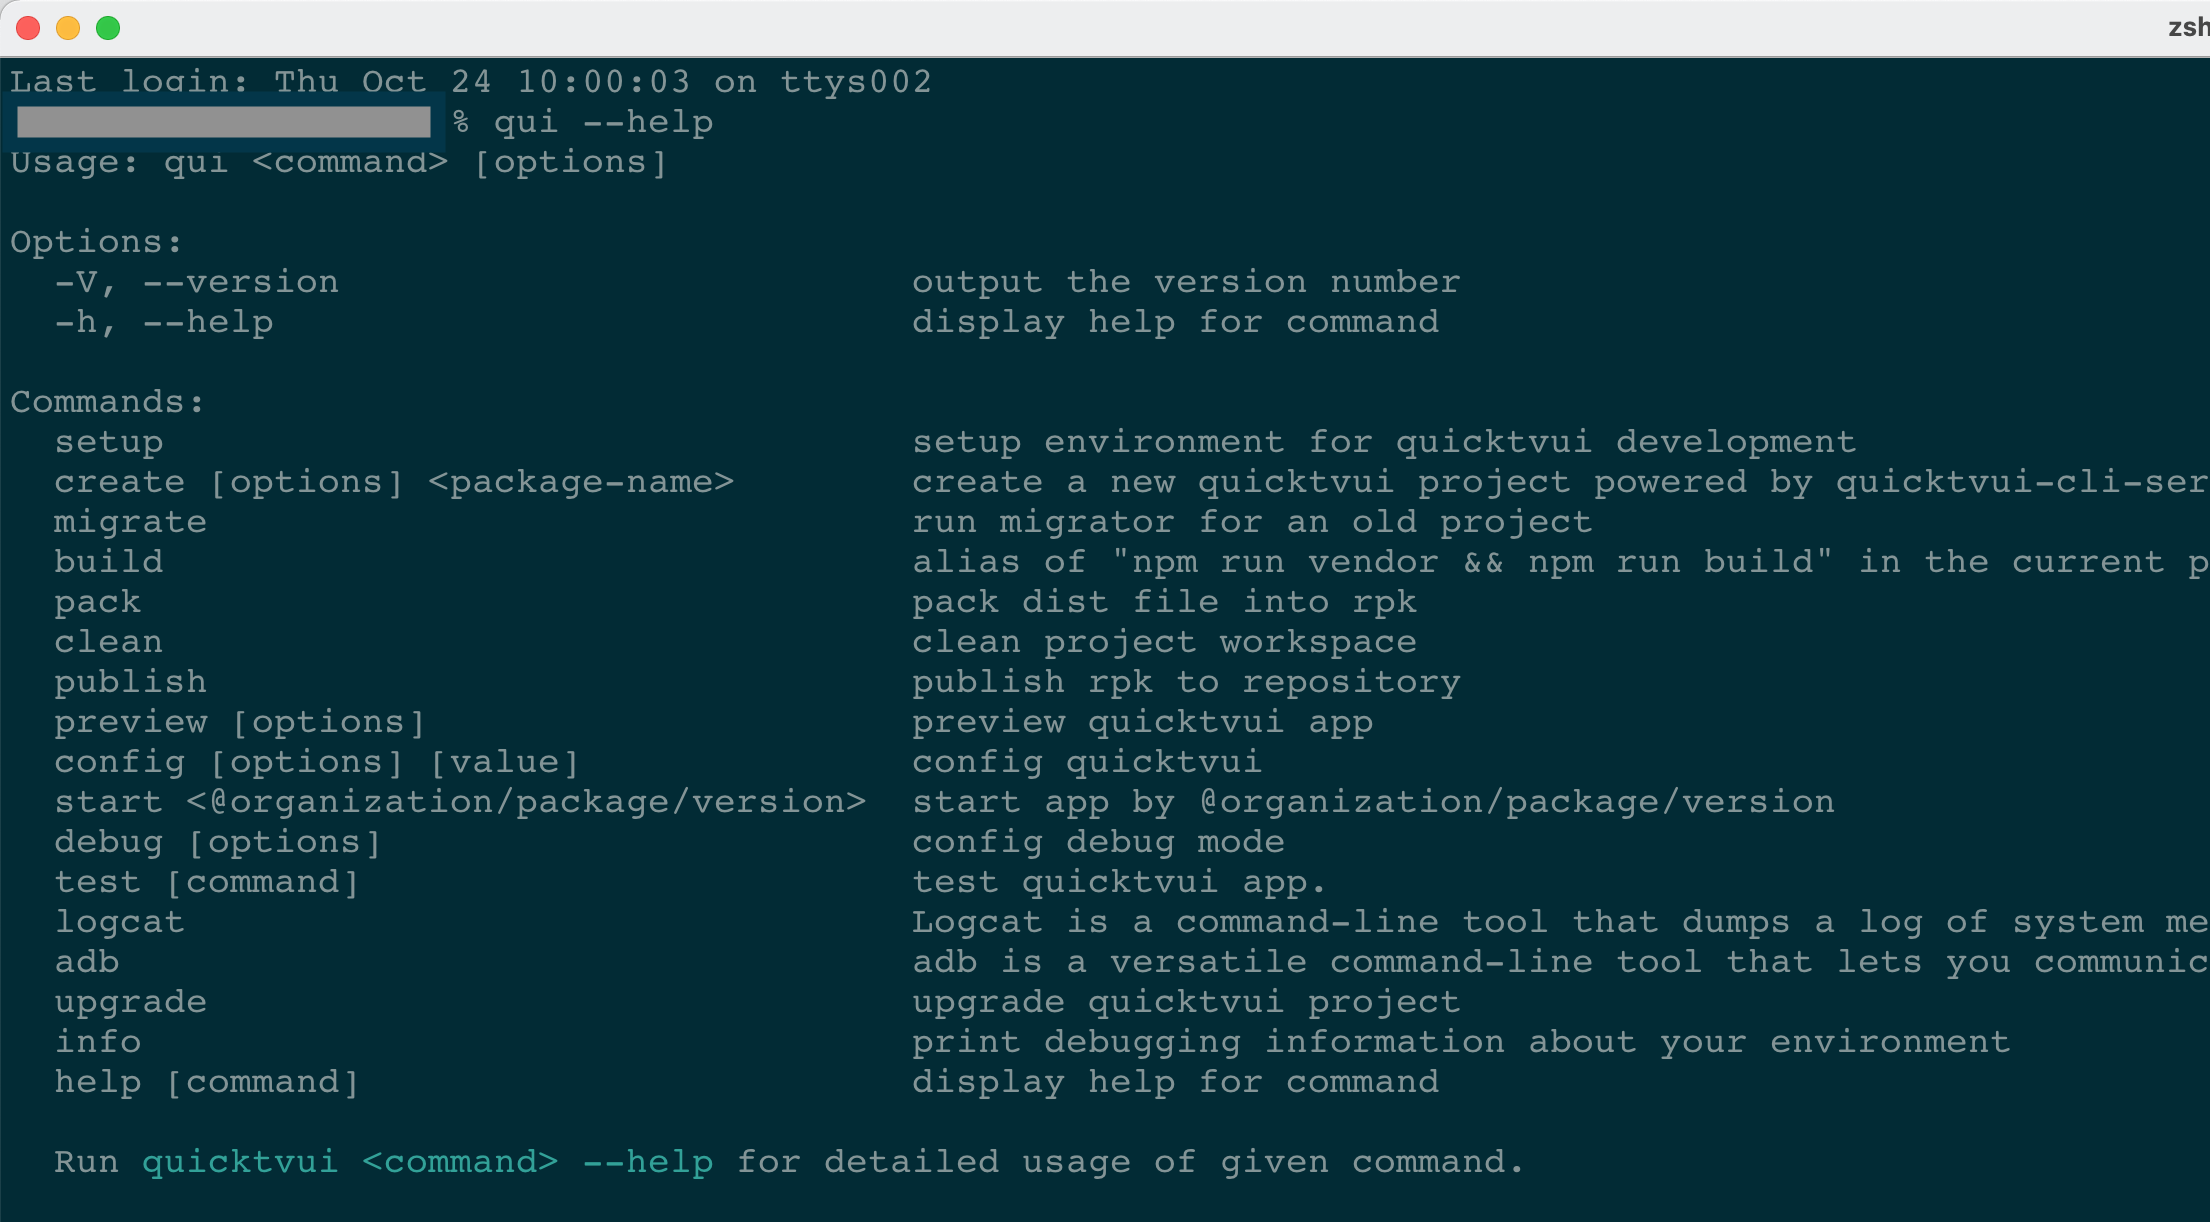 zsh
Last login: Thu Oct 24 10:00:03 on ttys002
% qui --help
Usage: qui <command> [options]
Options:
-V, --version output the version number
-h, --help display help for command
Commands:
setup setup environment for quicktvui development
create [options] <package-name> create a new quicktvui project powered by quicktvui-cli-ser
migrate run migrator for an old project
build alias of "npm run vendor && npm run build" in the current p
pack pack dist file into rpk
clean clean project workspace
publish publish rpk to repository
preview [options] preview quicktvui app
config [options] [value] config quicktvui
start <@organization/package/version> start app by @organization/package/version
debug [options] config debug mode
test [command] test quicktvui app.
logcat Logcat is a command-line tool that dumps a log of system me
adb adb is a versatile command-line tool that lets you communic
upgrade upgrade quicktvui project
info print debugging information about your environment
help [command] display help for command
Run quicktvui <command> --help for detailed usage of given command.